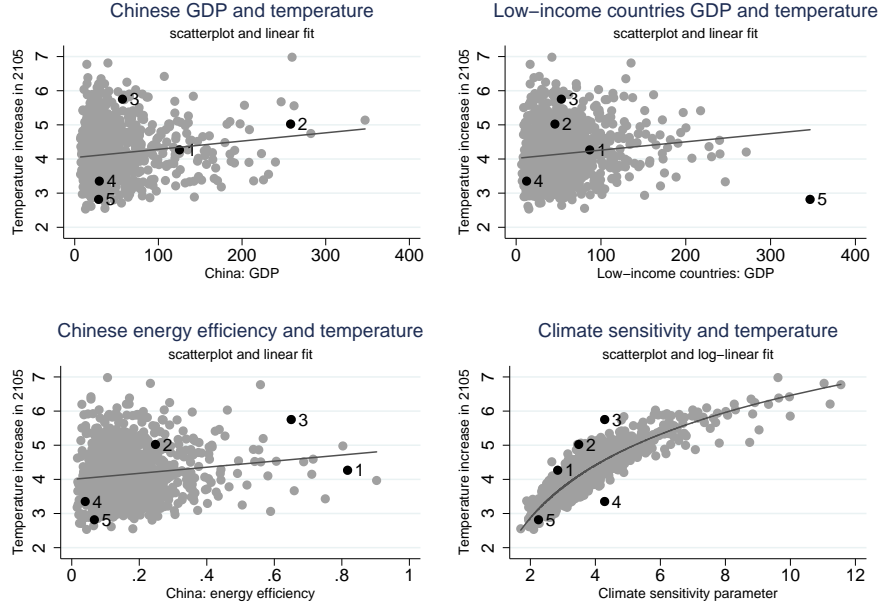 Chinese GDP and temperature
scatterplot and linear fit
Temperature increase in 2105
7
6
5
4
3
2
3
2
1
4
5
0 100 200 300 400
China: GDP
Low−income countries GDP and temperature
scatterplot and linear fit
Temperature increase in 2105
7
6
5
4
3
2
3
2
1
4
5
0 100 200 300 400
Low−income countries: GDP
Chinese energy efficiency and temperature
scatterplot and linear fit
Temperature increase in 2105
7
6
5
4
3
2
3
2
1
4
5
0 .2 .4 .6 .8 1
China: energy efficiency
Climate sensitivity and temperature
scatterplot and log−linear fit
Temperature increase in 2105
7
6
5
4
3
2
3
2
1
4
5
2 4 6 8 10 12
Climate sensitivity parameter